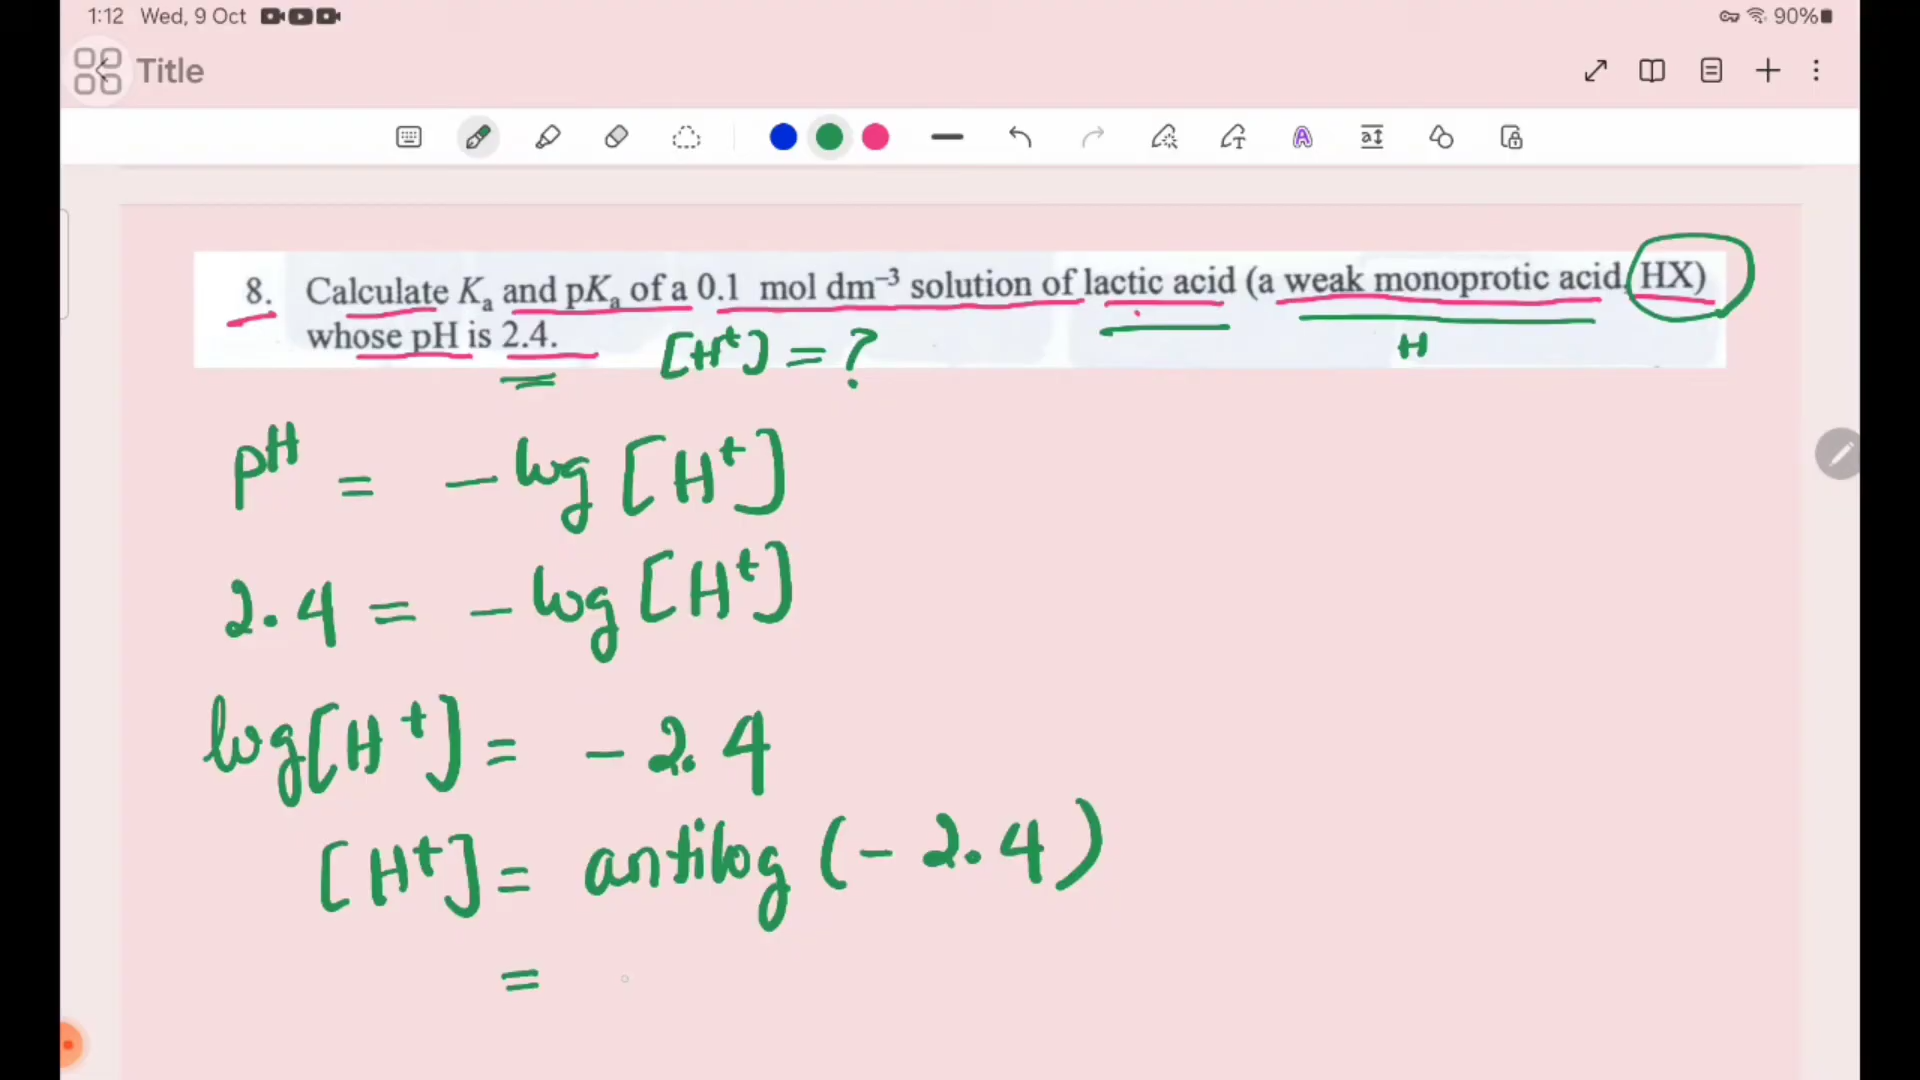 1:12 Wed, 9 Oct 90%
Title
8. Calculate Kₐ and pKₐ of a 0.1 mol dm⁻³ solution of lactic acid (a weak monoprotic acid, HX)
whose pH is 2.4.
[H⁺] = ?
H
pH = - log [H⁺]
2.4 = - log [H⁺]
log[H⁺] = - 2.4
[H⁺] = antilog (- 2.4)
=